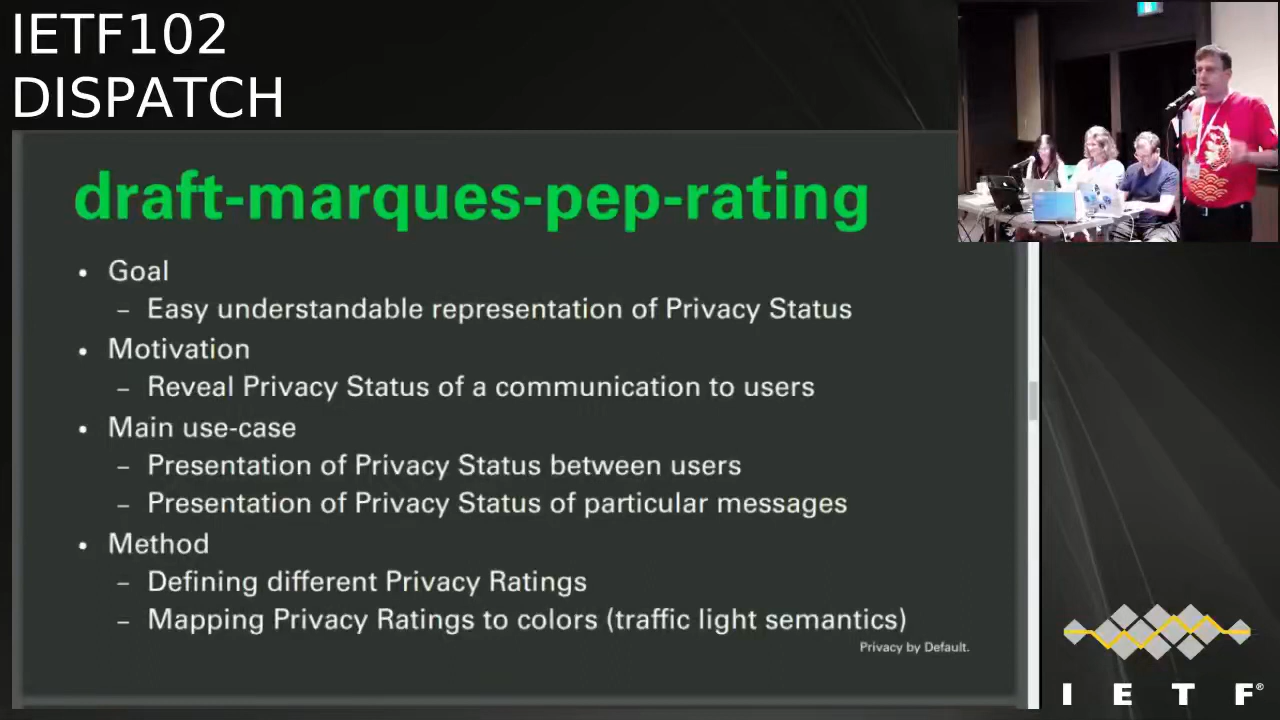 IETF102
DISPATCH
draft-marques-pep-rating
• Goal
– Easy understandable representation of Privacy Status
• Motivation
– Reveal Privacy Status of a communication to users
• Main use-case
– Presentation of Privacy Status between users
– Presentation of Privacy Status of particular messages
• Method
– Defining different Privacy Ratings
– Mapping Privacy Ratings to colors (traffic light semantics)
Privacy by Default.
I E T F®